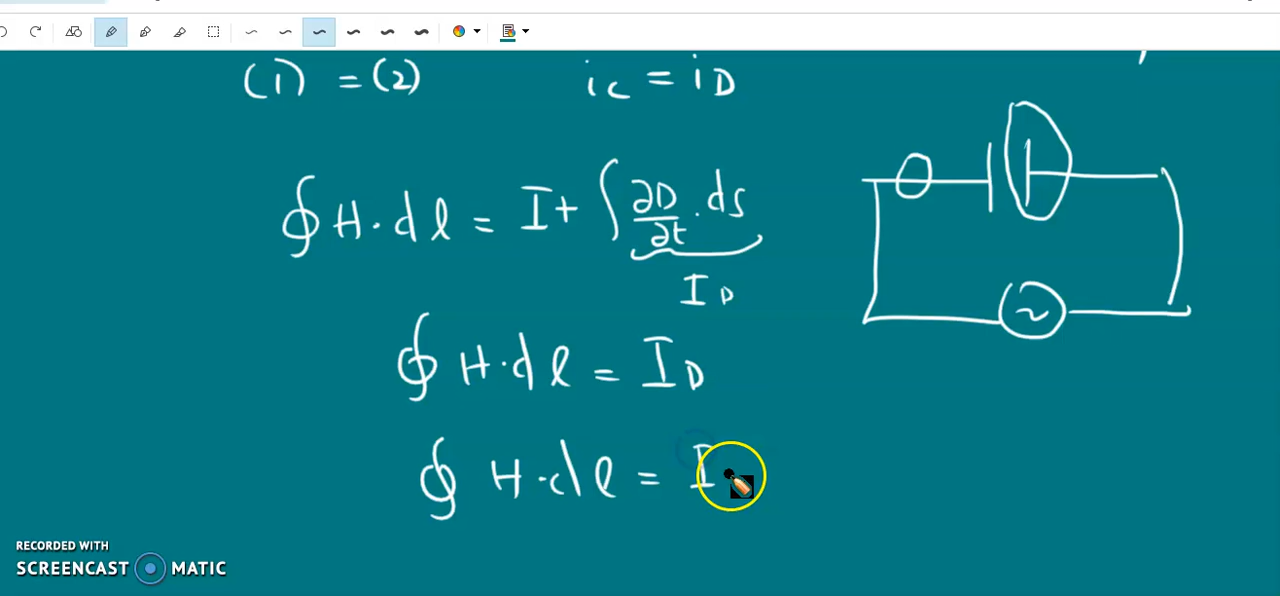 (1) = (2) iC = iD
∮ H · dl = I + ∫ ∂D/∂t · ds
ID
∮ H · dl = ID
∮ H · dl = I
~
RECORDED WITH
SCREENCAST MATIC